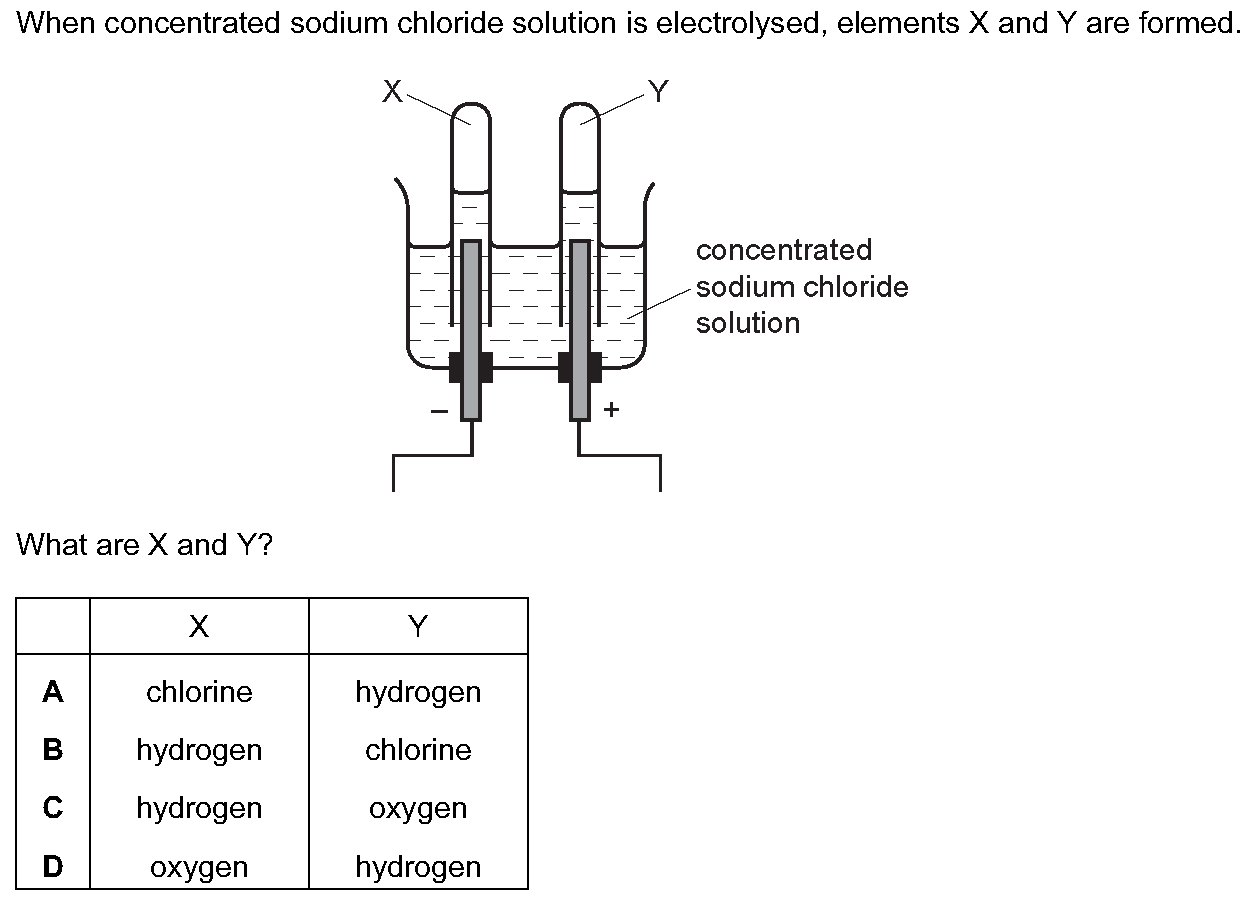 When concentrated sodium chloride solution is electrolysed, elements X and Y are formed.
X
Y
concentrated
sodium chloride
solution
– +
What are X and Y?
X Y
A chlorine hydrogen
B hydrogen chlorine
C hydrogen oxygen
D oxygen hydrogen